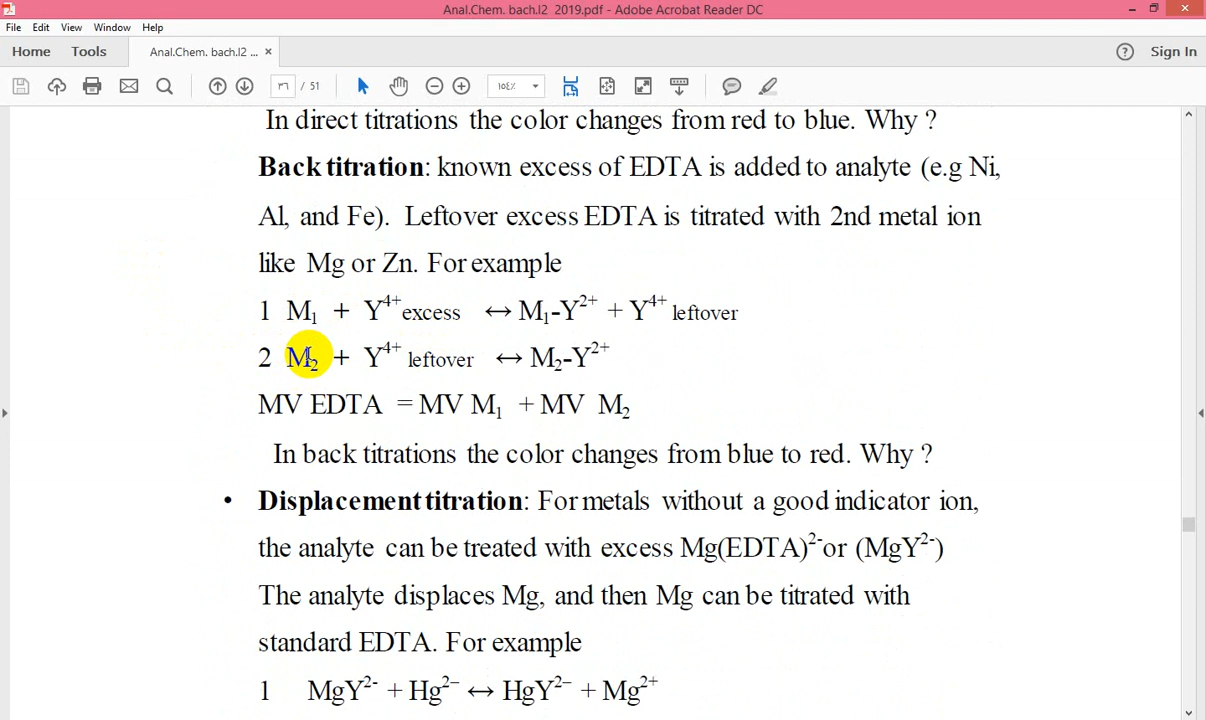 Anal.Chem. bach.l2  2019.pdf - Adobe Acrobat Reader DC
File Edit View Window Help
Home Tools Anal.Chem. bach.l2 ... × Sign In
٣٦ / 51 ١٥٤٪
In direct titrations the color changes from red to blue. Why ?
Back titration: known excess of EDTA is added to analyte (e.g Ni,
Al, and Fe). Leftover excess EDTA is titrated with 2nd metal ion
like Mg or Zn. For example
1 M₁ + Y⁴⁺excess ↔ M₁-Y²⁺ + Y⁴⁺ leftover
2 M₂ + Y⁴⁺ leftover ↔ M₂-Y²⁺
MV EDTA = MV M₁ + MV M₂
In back titrations the color changes from blue to red. Why ?
• Displacement titration: For metals without a good indicator ion,
the analyte can be treated with excess Mg(EDTA)²⁻or (MgY²⁻)
The analyte displaces Mg, and then Mg can be titrated with
standard EDTA. For example
1 MgY²⁻ + Hg²⁻ ↔ HgY²⁻ + Mg²⁺